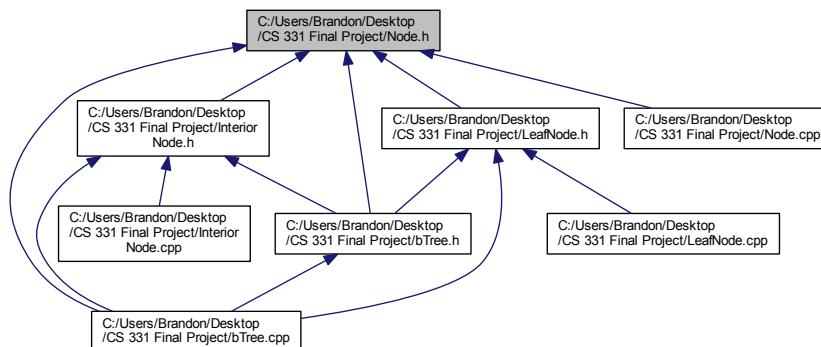 C:/Users/Brandon/Desktop
/CS 331 Final Project/Node.h
C:/Users/Brandon/Desktop
/CS 331 Final Project/Interior
Node.h
C:/Users/Brandon/Desktop
/CS 331 Final Project/LeafNode.h
C:/Users/Brandon/Desktop
/CS 331 Final Project/Node.cpp
C:/Users/Brandon/Desktop
/CS 331 Final Project/Interior
Node.cpp
C:/Users/Brandon/Desktop
/CS 331 Final Project/bTree.h
C:/Users/Brandon/Desktop
/CS 331 Final Project/LeafNode.cpp
C:/Users/Brandon/Desktop
/CS 331 Final Project/bTree.cpp